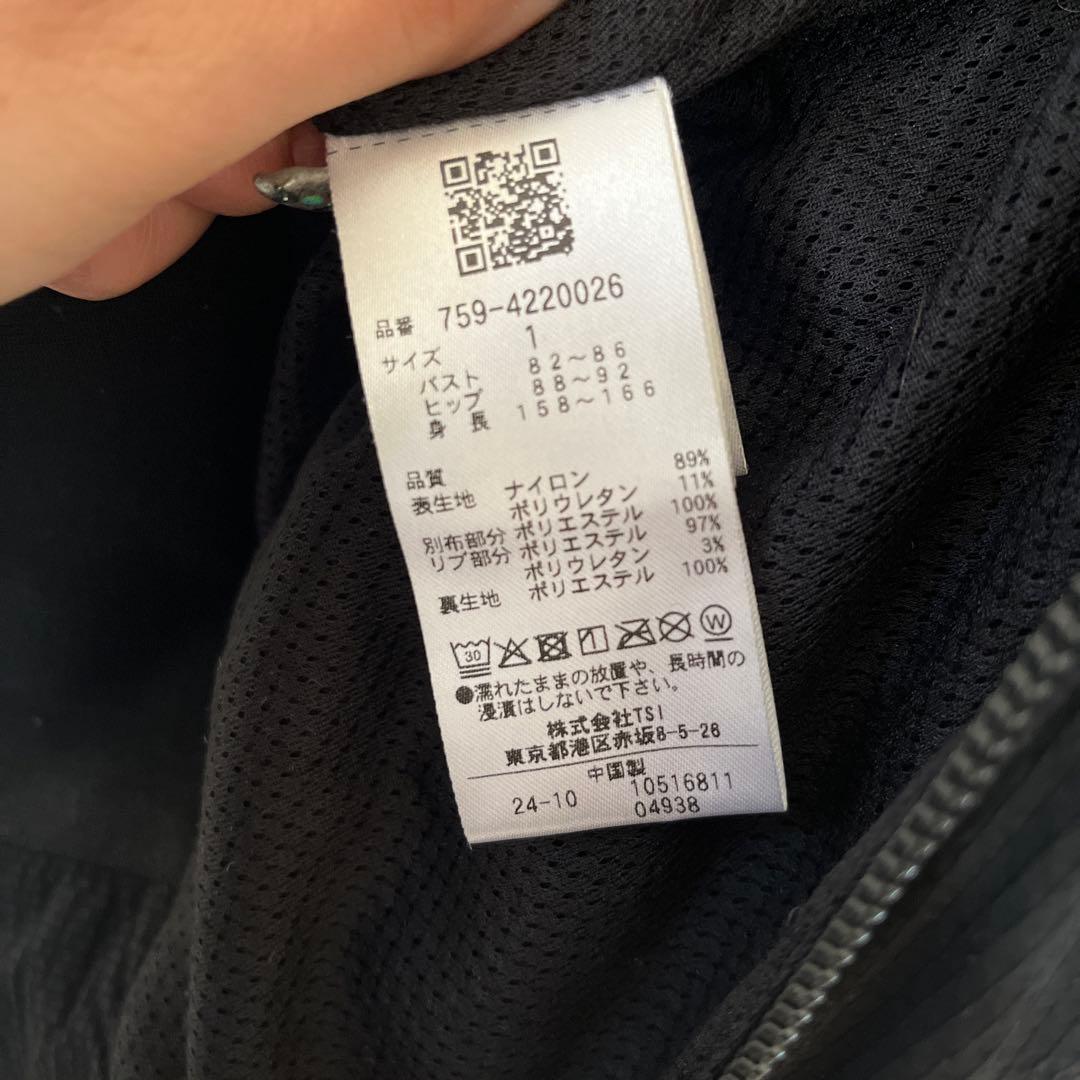 品番 759-4220026
サイズ 1
バスト 82～86
ヒップ 88～92
身長 158～166
品質
表生地 ナイロン 89%
ポリウレタン 11%
別布部分 ポリエステル 100%
リブ部分 ポリエステル 97%
ポリウレタン 3%
裏生地 ポリエステル 100%
30 W
●濡れたままの放置や、長時間の
浸漬はしないで下さい。
株式会社TSI
東京都港区赤坂8-5-28
中国製
24-10 10516811
04938